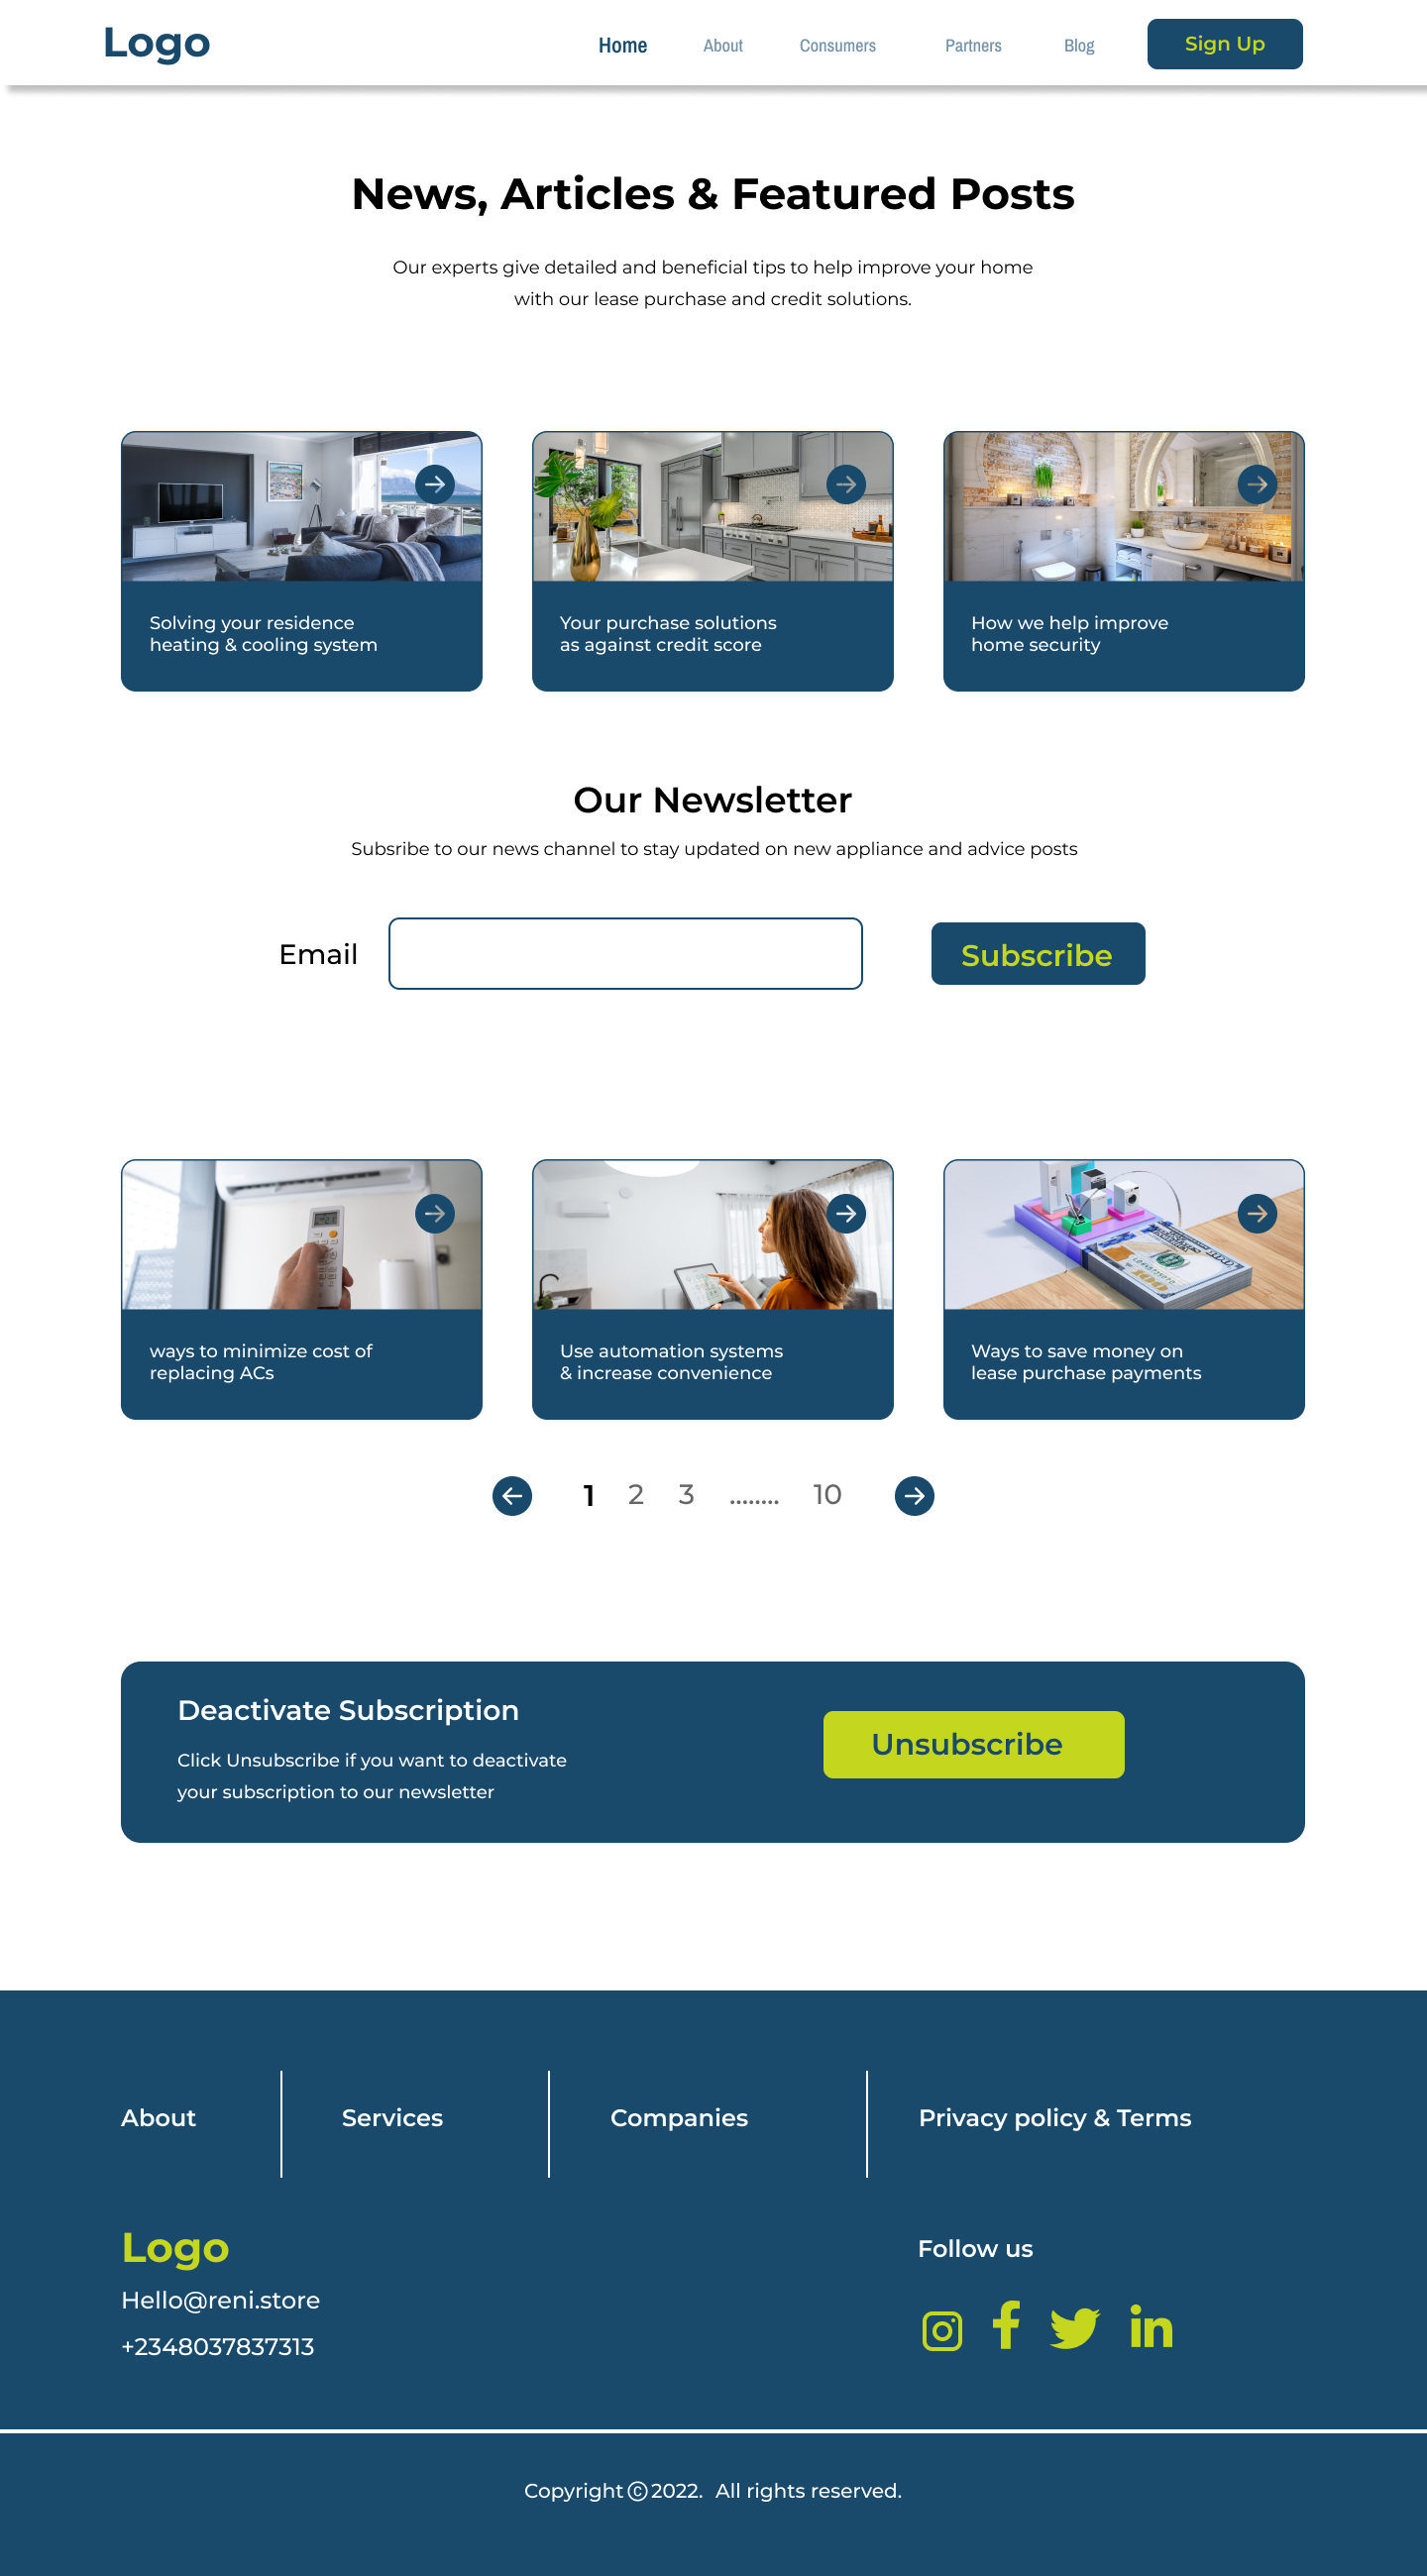 Logo
Home
About
Consumers
Partners
Blog
Sign Up
News, Articles & Featured Posts
Our experts give detailed and beneficial tips to help improve your home
with our lease purchase and credit solutions.
Solving your residence
heating & cooling system
Your purchase solutions
as against credit score
How we help improve
home security
Our Newsletter
Subsribe to our news channel to stay updated on new appliance and advice posts
Email
Subscribe
ways to minimize cost of
replacing ACs
Use automation systems
& increase convenience
100
Ways to save money on
lease purchase payments
1 2 3 ........ 10
Deactivate Subscription
Click Unsubscribe if you want to deactivate
your subscription to our newsletter
Unsubscribe
About
Services
Companies
Privacy policy & Terms
Logo
Hello@reni.store
+2348037837313
Follow us
Copyright © 2022. All rights reserved.